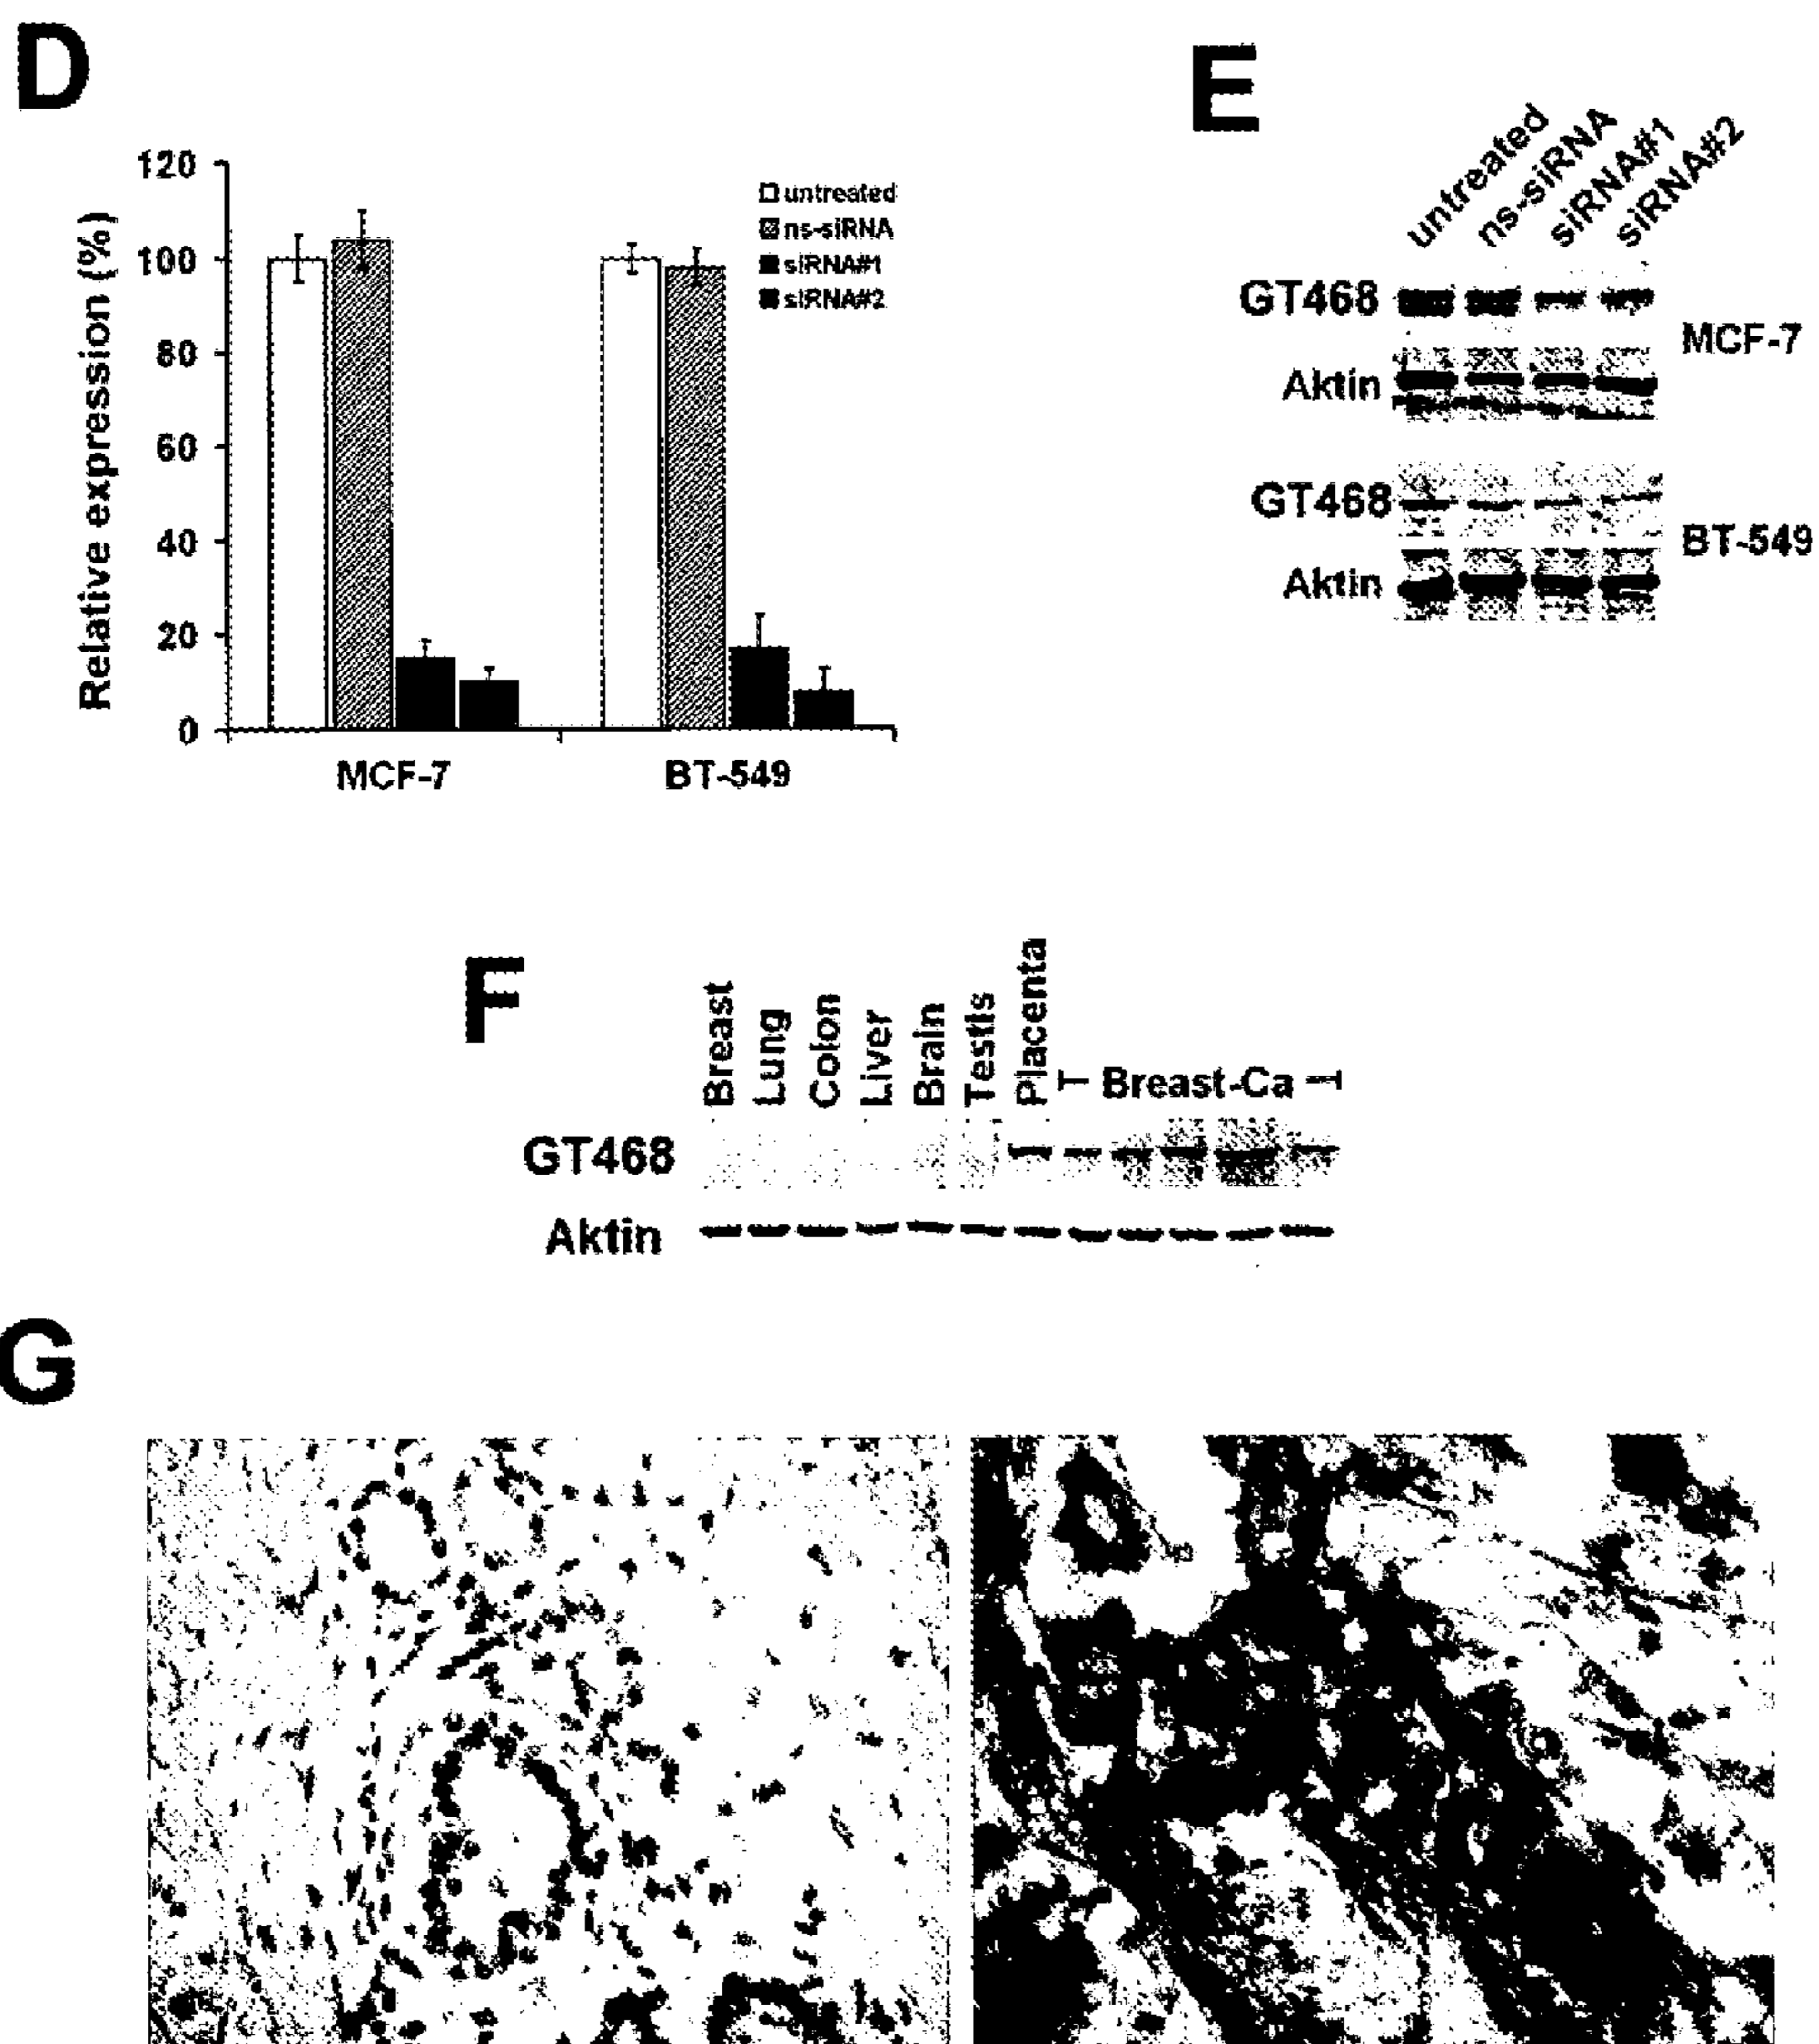 D
120
100
80
60
40
20
0
Relative expression (%)
untreated
ns-siRNA
siRNA#1
siRNA#2
MCF-7 BT-549
E
untreated
ns-siRNA
siRNA#1
siRNA#2
GT468
MCF-7
Aktin
GT468
BT-549
Aktin
F
Breast
Lung
Colon
Liver
Brain
Testis
Placenta
Breast-Ca
GT468
Aktin
G